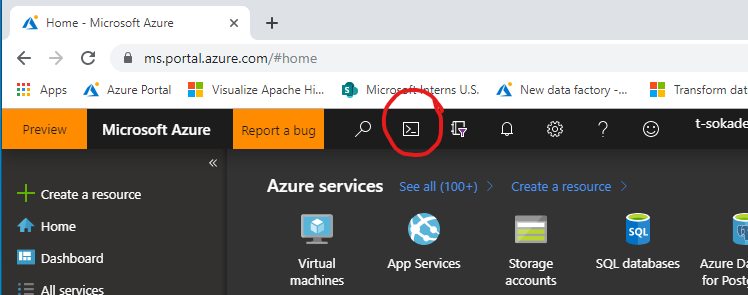 Home - Microsoft Azure
ms.portal.azure.com/#home
Apps Azure Portal Visualize Apache Hi... Microsoft Interns U.S. New data factory -... Transform dat
Preview Microsoft Azure Report a bug t-sokade
Azure services See all (100+) Create a resource
Create a resource
Home
Dashboard
All services
Virtual machines
App Services
Storage accounts
SQL
SQL databases
Azure Da
for Postg